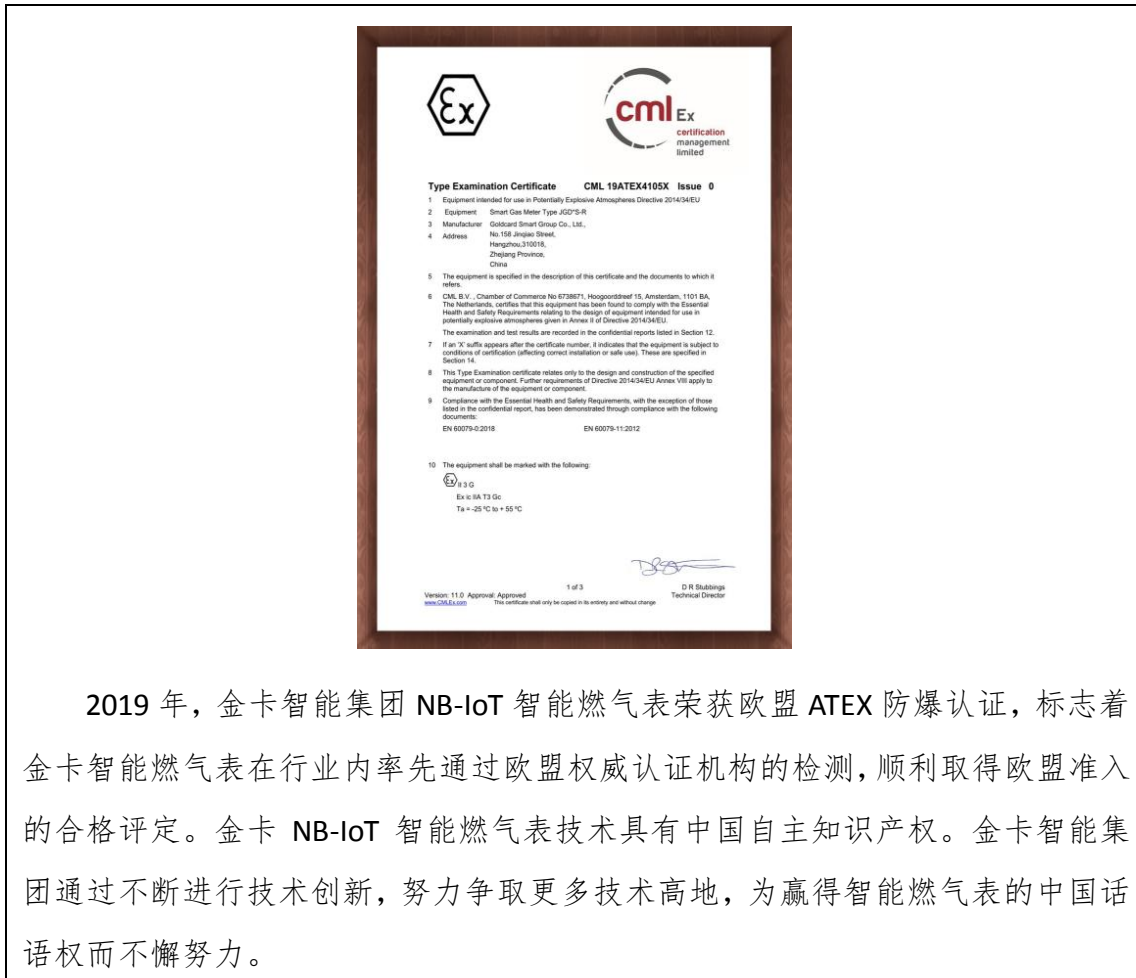 Ex
cml Ex
certification
management
limited
Type Examination Certificate CML 19ATEX4105X Issue 0
1 Equipment intended for use in Potentially Explosive Atmospheres Directive 2014/34/EU
2 Equipment Smart Gas Meter Type JGD*S-R
3 Manufacturer Goldcard Smart Group Co., Ltd.,
4 Address No.158 Jinqiao Street,
Hangzhou,310018,
Zhejiang Province,
China
5 The equipment is specified in the description of this certificate and the documents to which it
refers.
6 CML B.V. , Chamber of Commerce No 6738671, Hoogoorddreef 15, Amsterdam, 1101 BA,
The Netherlands, certifies that this equipment has been found to comply with the Essential
Health and Safety Requirements relating to the design of equipment intended for use in
potentially explosive atmospheres given in Annex II of Directive 2014/34/EU.
The examination and test results are recorded in the confidential reports listed in Section 12.
7 If an 'X' suffix appears after the certificate number, it indicates that the equipment is subject to
conditions of certification (affecting correct installation or safe use). These are specified in
Section 14.
8 This Type Examination certificate relates only to the design and construction of the specified
equipment or component. Further requirements of Directive 2014/34/EU Annex VIII apply to
the manufacture of the equipment or component.
9 Compliance with the Essential Health and Safety Requirements, with the exception of those
listed in the confidential report, has been demonstrated through compliance with the following
documents:
EN 60079-0:2018 EN 60079-11:2012
10 The equipment shall be marked with the following:
Ex II 3 G
Ex ic IIA T3 Gc
Ta = -25 ºC to + 55 ºC
1 of 3
D R Stubbings
Version: 11.0 Approval: Approved Technical Director
www.CMLEx.com This certificate shall only be copied in its entirety and without change
2019 年，金卡智能集团 NB-IoT 智能燃气表荣获欧盟 ATEX 防爆认证，标志着
金卡智能燃气表在行业内率先通过欧盟权威认证机构的检测，顺利取得欧盟准入
的合格评定。金卡 NB-IoT 智能燃气表技术具有中国自主知识产权。金卡智能集
团通过不断进行技术创新，努力争取更多技术高地，为赢得智能燃气表的中国话
语权而不懈努力。